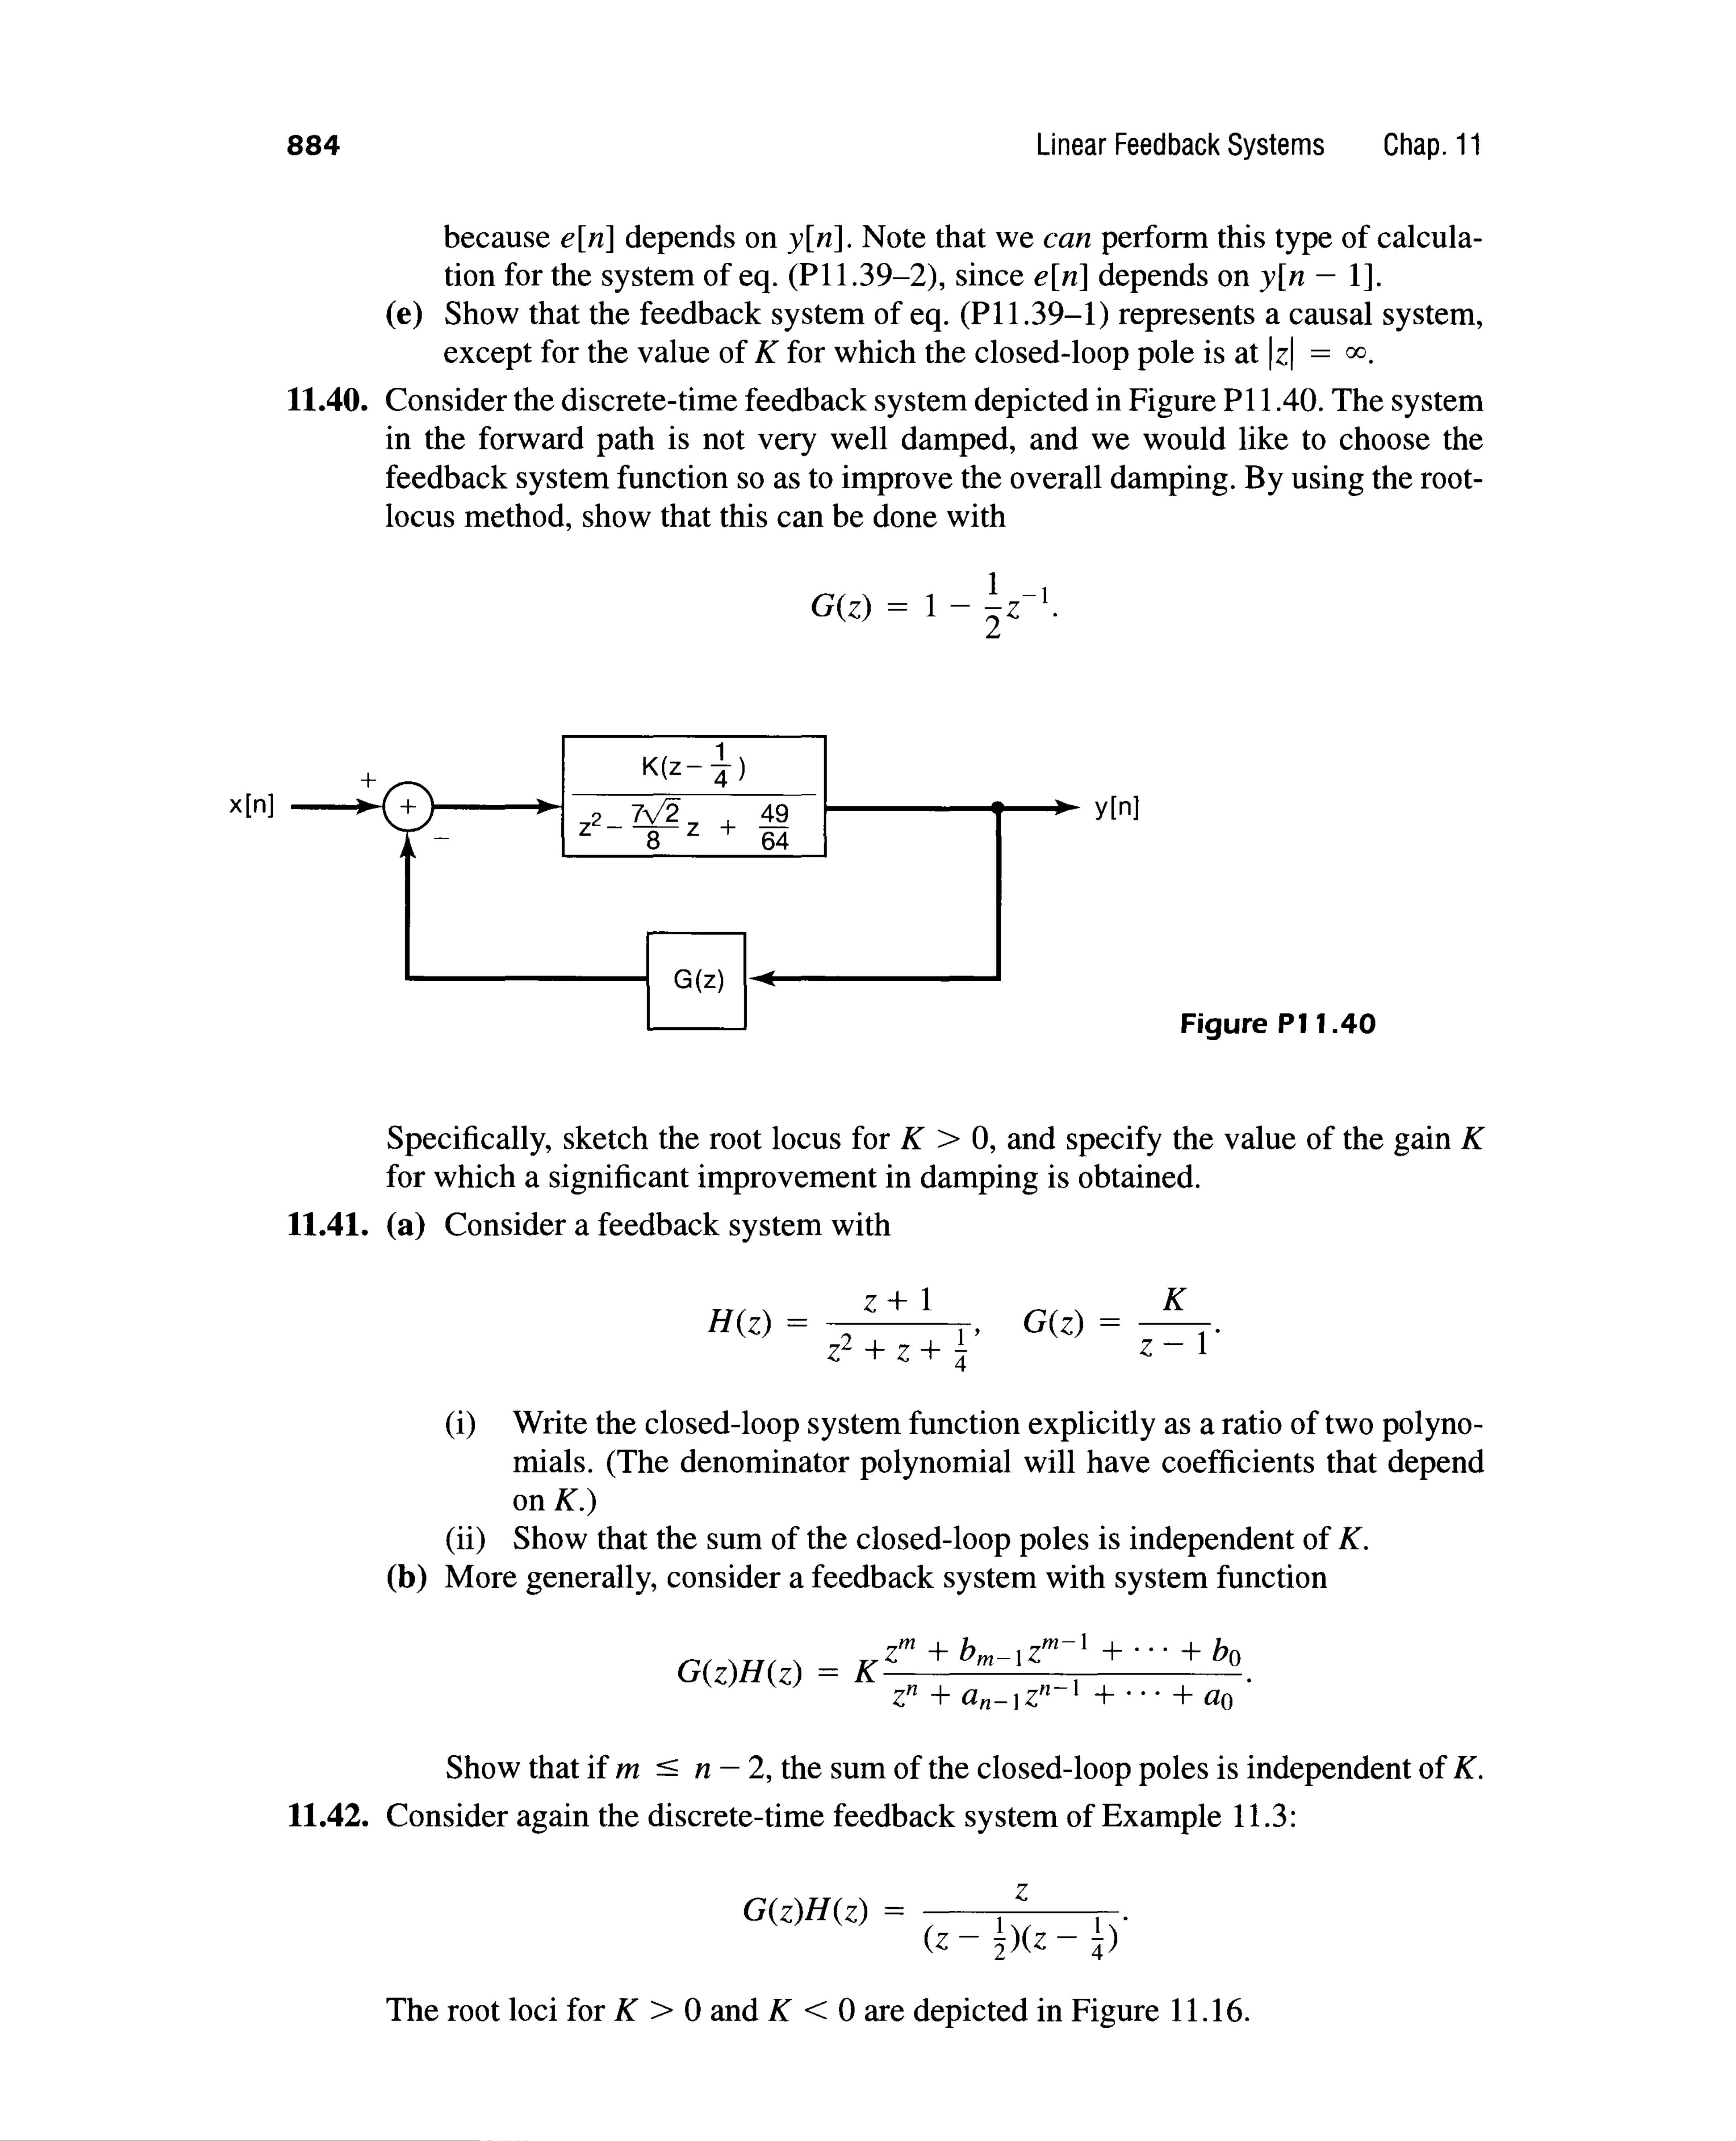 884 Linear Feedback Systems Chap. 11
because e[n] depends on y[n]. Note that we can perform this type of calcula-
tion for the system of eq. (P11.39–2), since e[n] depends on y[n − 1].
(e) Show that the feedback system of eq. (P11.39–1) represents a causal system,
except for the value of K for which the closed-loop pole is at |z| = ∞.
11.40. Consider the discrete-time feedback system depicted in Figure P11.40. The system
in the forward path is not very well damped, and we would like to choose the
feedback system function so as to improve the overall damping. By using the root-
locus method, show that this can be done with
G(z) = 1 − \frac{1}{2}z^{-1}.
K(z− \frac{1}{4})
x[n] + + − z^2− \frac{7√2}{8} z + \frac{49}{64} y[n]
G(z)
Figure P11.40
Specifically, sketch the root locus for K > 0, and specify the value of the gain K
for which a significant improvement in damping is obtained.
11.41. (a) Consider a feedback system with
H(z) = \frac{z + 1}{z^2 + z + \frac{1}{4}}, G(z) = \frac{K}{z − 1}.
(i) Write the closed-loop system function explicitly as a ratio of two polyno-
mials. (The denominator polynomial will have coefficients that depend
on K.)
(ii) Show that the sum of the closed-loop poles is independent of K.
(b) More generally, consider a feedback system with system function
G(z)H(z) = K\frac{z^m + b_{m−1}z^{m−1} + · · · + b_0}{z^n + a_{n−1}z^{n−1} + · · · + a_0}.
Show that if m ≤ n − 2, the sum of the closed-loop poles is independent of K.
11.42. Consider again the discrete-time feedback system of Example 11.3:
G(z)H(z) = \frac{z}{(z − \frac{1}{2})(z − \frac{1}{4})}.
The root loci for K > 0 and K < 0 are depicted in Figure 11.16.